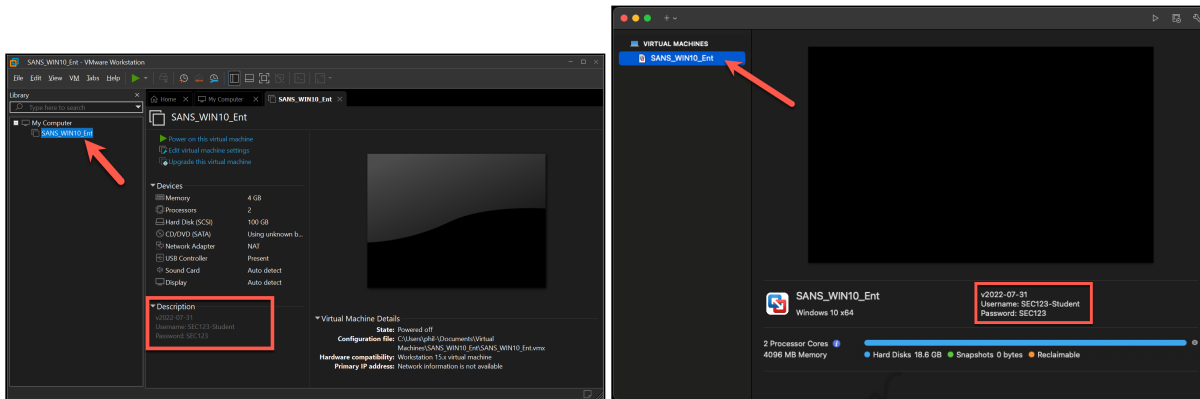 SANS_WIN10_Ent - VMware Workstation
File Edit View VM Tabs Help
Library
Type here to search
My Computer
SANS_WIN10_Ent
Home
My Computer
SANS_WIN10_Ent
SANS_WIN10_Ent
Power on this virtual machine
Edit virtual machine settings
Upgrade this virtual machine
Devices
Memory 4 GB
Processors 2
Hard Disk (SCSI) 100 GB
CD/DVD (SATA) Using unknown b...
Network Adapter NAT
USB Controller Present
Sound Card Auto detect
Display Auto detect
Description
v2022-07-31
Username: SEC123-Student
Password: SEC123
Virtual Machine Details
State: Powered off
Configuration file: C:\Users\phil-\Documents\Virtual
Machines\SANS_WIN10_Ent\SANS_WIN10_Ent.vmx
Hardware compatibility: Workstation 15.x virtual machine
Primary IP address: Network information is not available
VIRTUAL MACHINES
SANS_WIN10_Ent
SANS_WIN10_Ent
Windows 10 x64
v2022-07-31
Username: SEC123-Student
Password: SEC123
2 Processor Cores
4096 MB Memory
Hard Disks 18.6 GB Snapshots 0 bytes Reclaimable